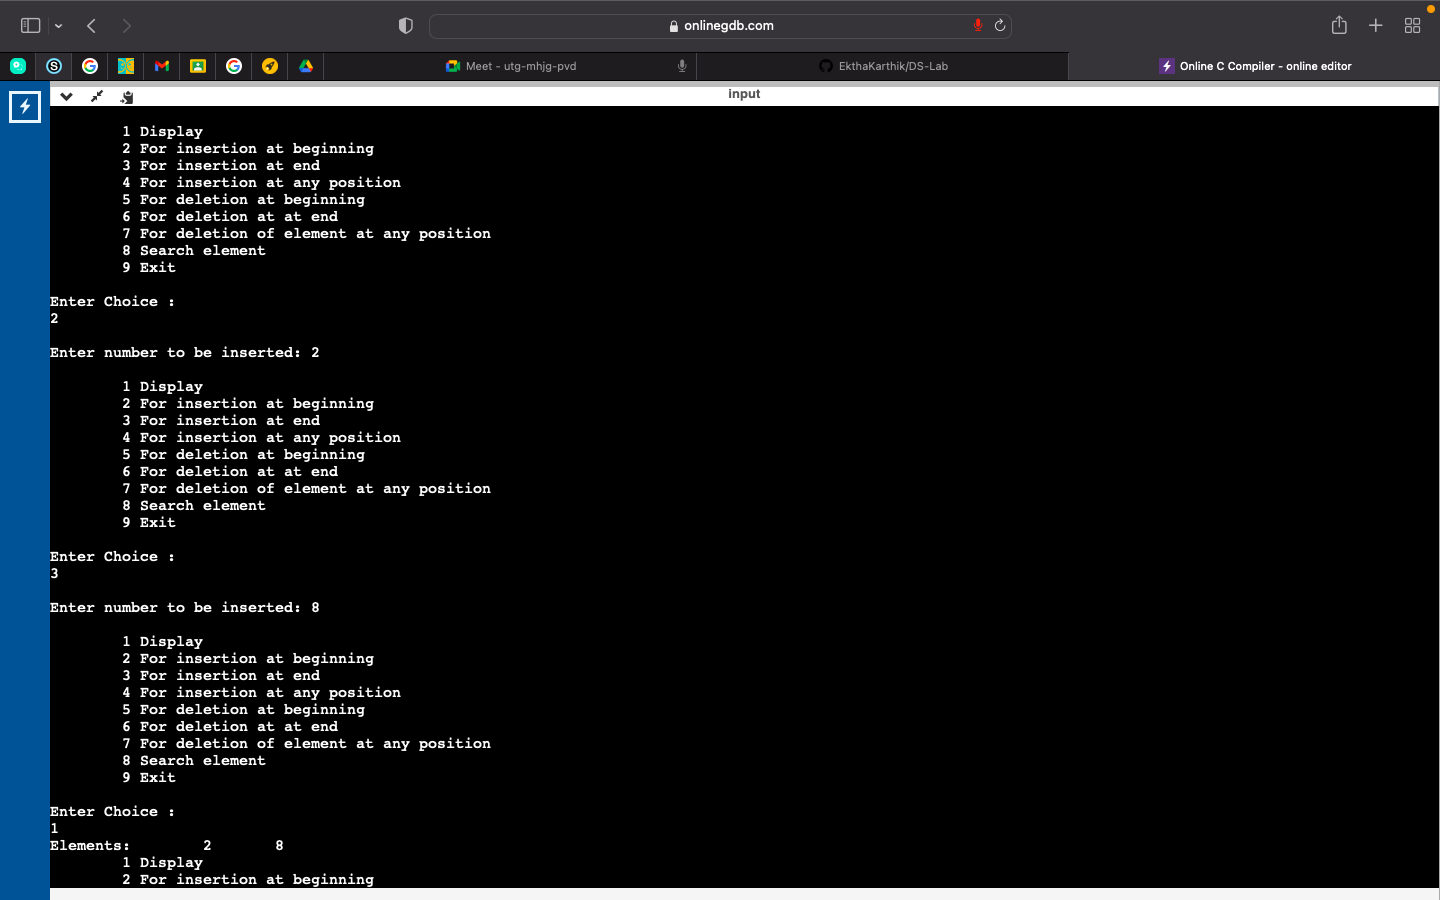 onlinegdb.com
Meet - utg-mhjg-pvd
EkthaKarthik/DS-Lab
Online C Compiler - online editor
input
1 Display
2 For insertion at beginning
3 For insertion at end
4 For insertion at any position
5 For deletion at beginning
6 For deletion at at end
7 For deletion of element at any position
8 Search element
9 Exit
Enter Choice :
2
Enter number to be inserted: 2
1 Display
2 For insertion at beginning
3 For insertion at end
4 For insertion at any position
5 For deletion at beginning
6 For deletion at at end
7 For deletion of element at any position
8 Search element
9 Exit
Enter Choice :
3
Enter number to be inserted: 8
1 Display
2 For insertion at beginning
3 For insertion at end
4 For insertion at any position
5 For deletion at beginning
6 For deletion at at end
7 For deletion of element at any position
8 Search element
9 Exit
Enter Choice :
1
Elements: 2 8
1 Display
2 For insertion at beginning